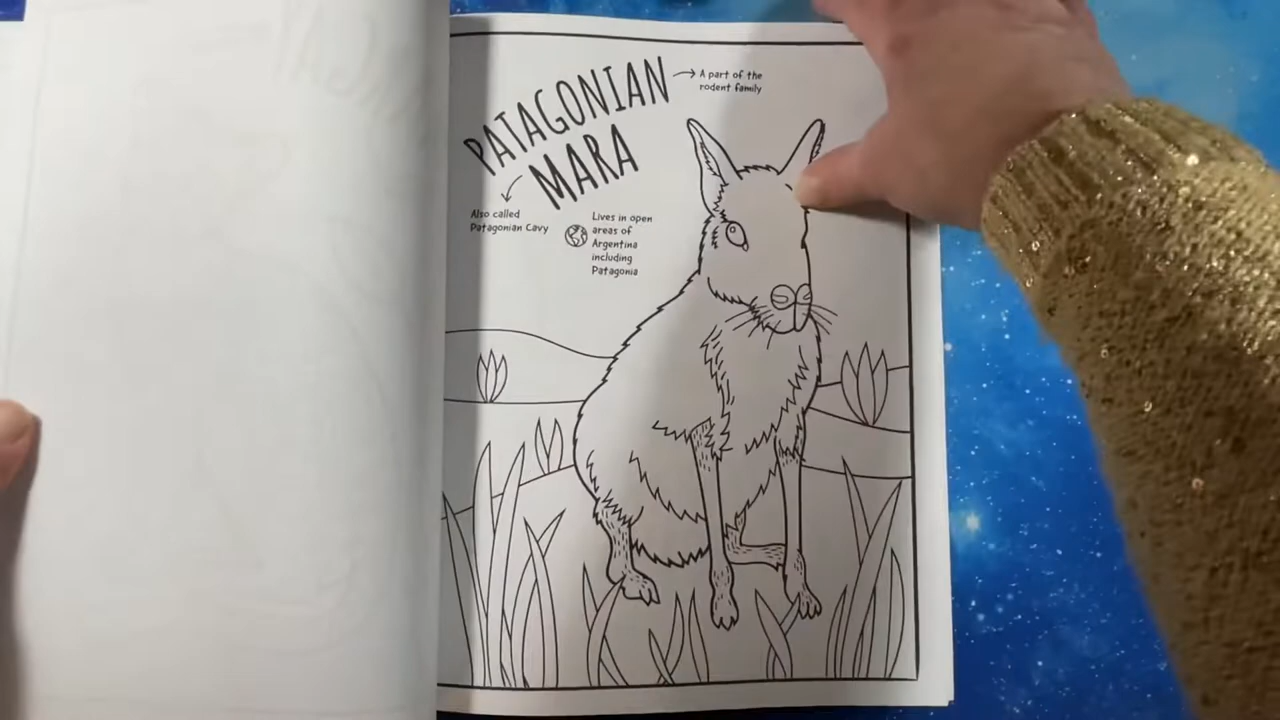 PATAGONIAN
MARA
A part of the
rodent family
Also called
Patagonian Cavy
Lives in open
areas of
Argentina
including
Patagonia